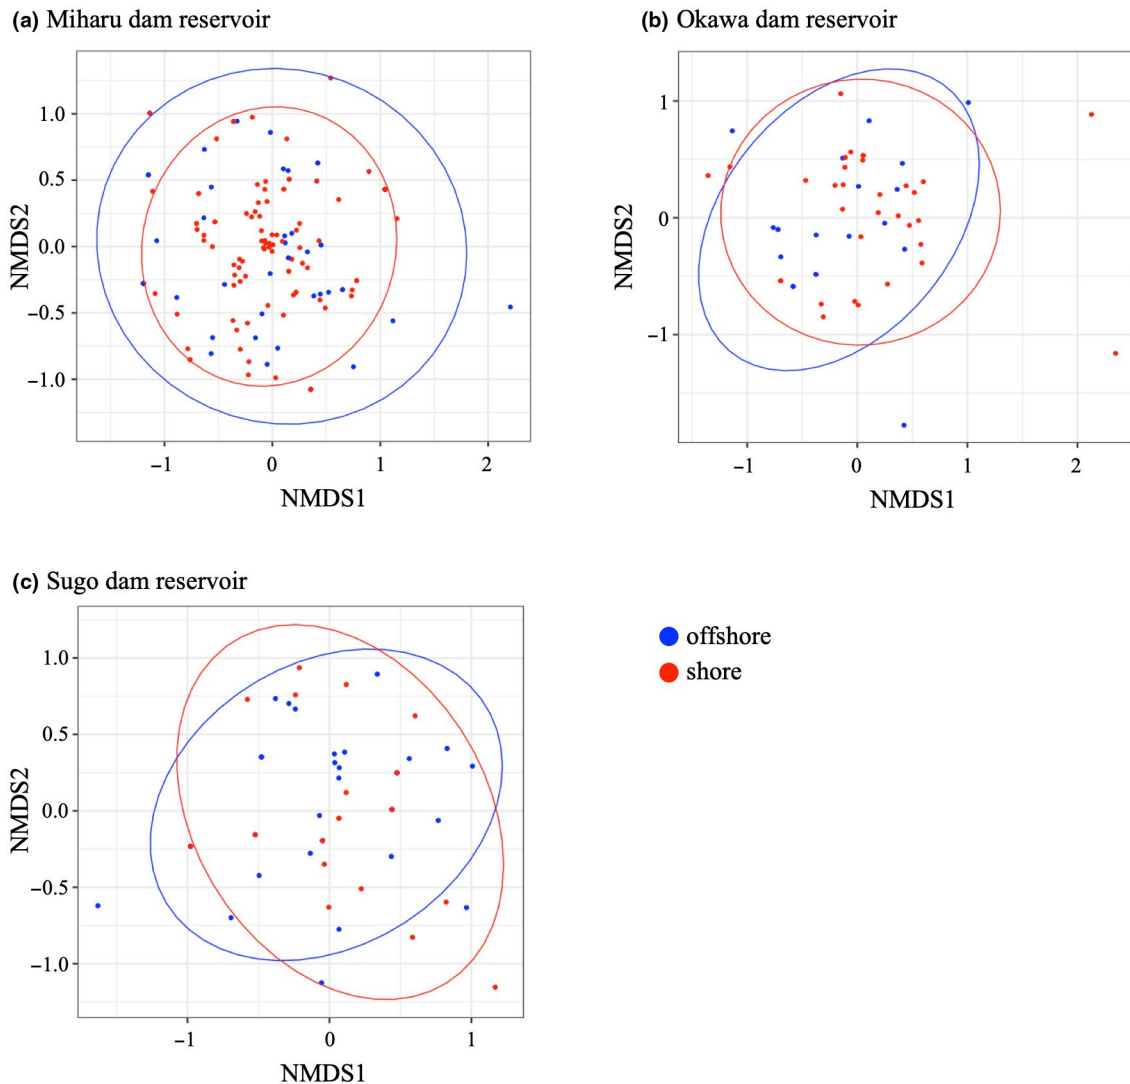 (a) Miharu dam reservoir
1.0
0.5
0.0
−0.5
−1.0
NMDS2
−1 0 1 2
NMDS1
(b) Okawa dam reservoir
1
0
−1
NMDS2
−1 0 1 2
NMDS1
(c) Sugo dam reservoir
1.0
0.5
0.0
−0.5
−1.0
NMDS2
−1 0 1
NMDS1
offshore
shore